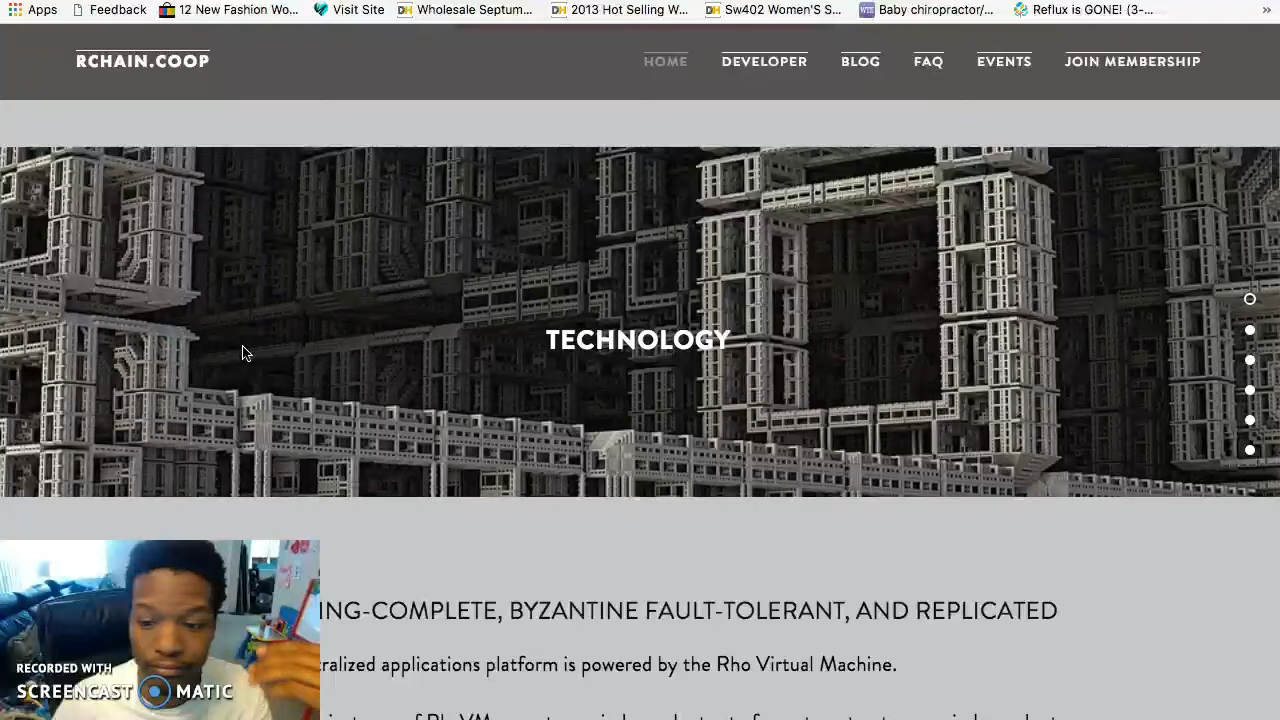 Apps Feedback 12 New Fashion Wo... Visit Site Wholesale Septum... 2013 Hot Selling W... Sw402 Women'S S... Baby chiropractor/... Reflux is GONE! (3-... »
RCHAIN.COOP HOME DEVELOPER BLOG FAQ EVENTS JOIN MEMBERSHIP
TECHNOLOGY
ING-COMPLETE, BYZANTINE FAULT-TOLERANT, AND REPLICATED
tralized applications platform is powered by the Rho Virtual Machine.
RECORDED WITH
SCREENCAST MATIC